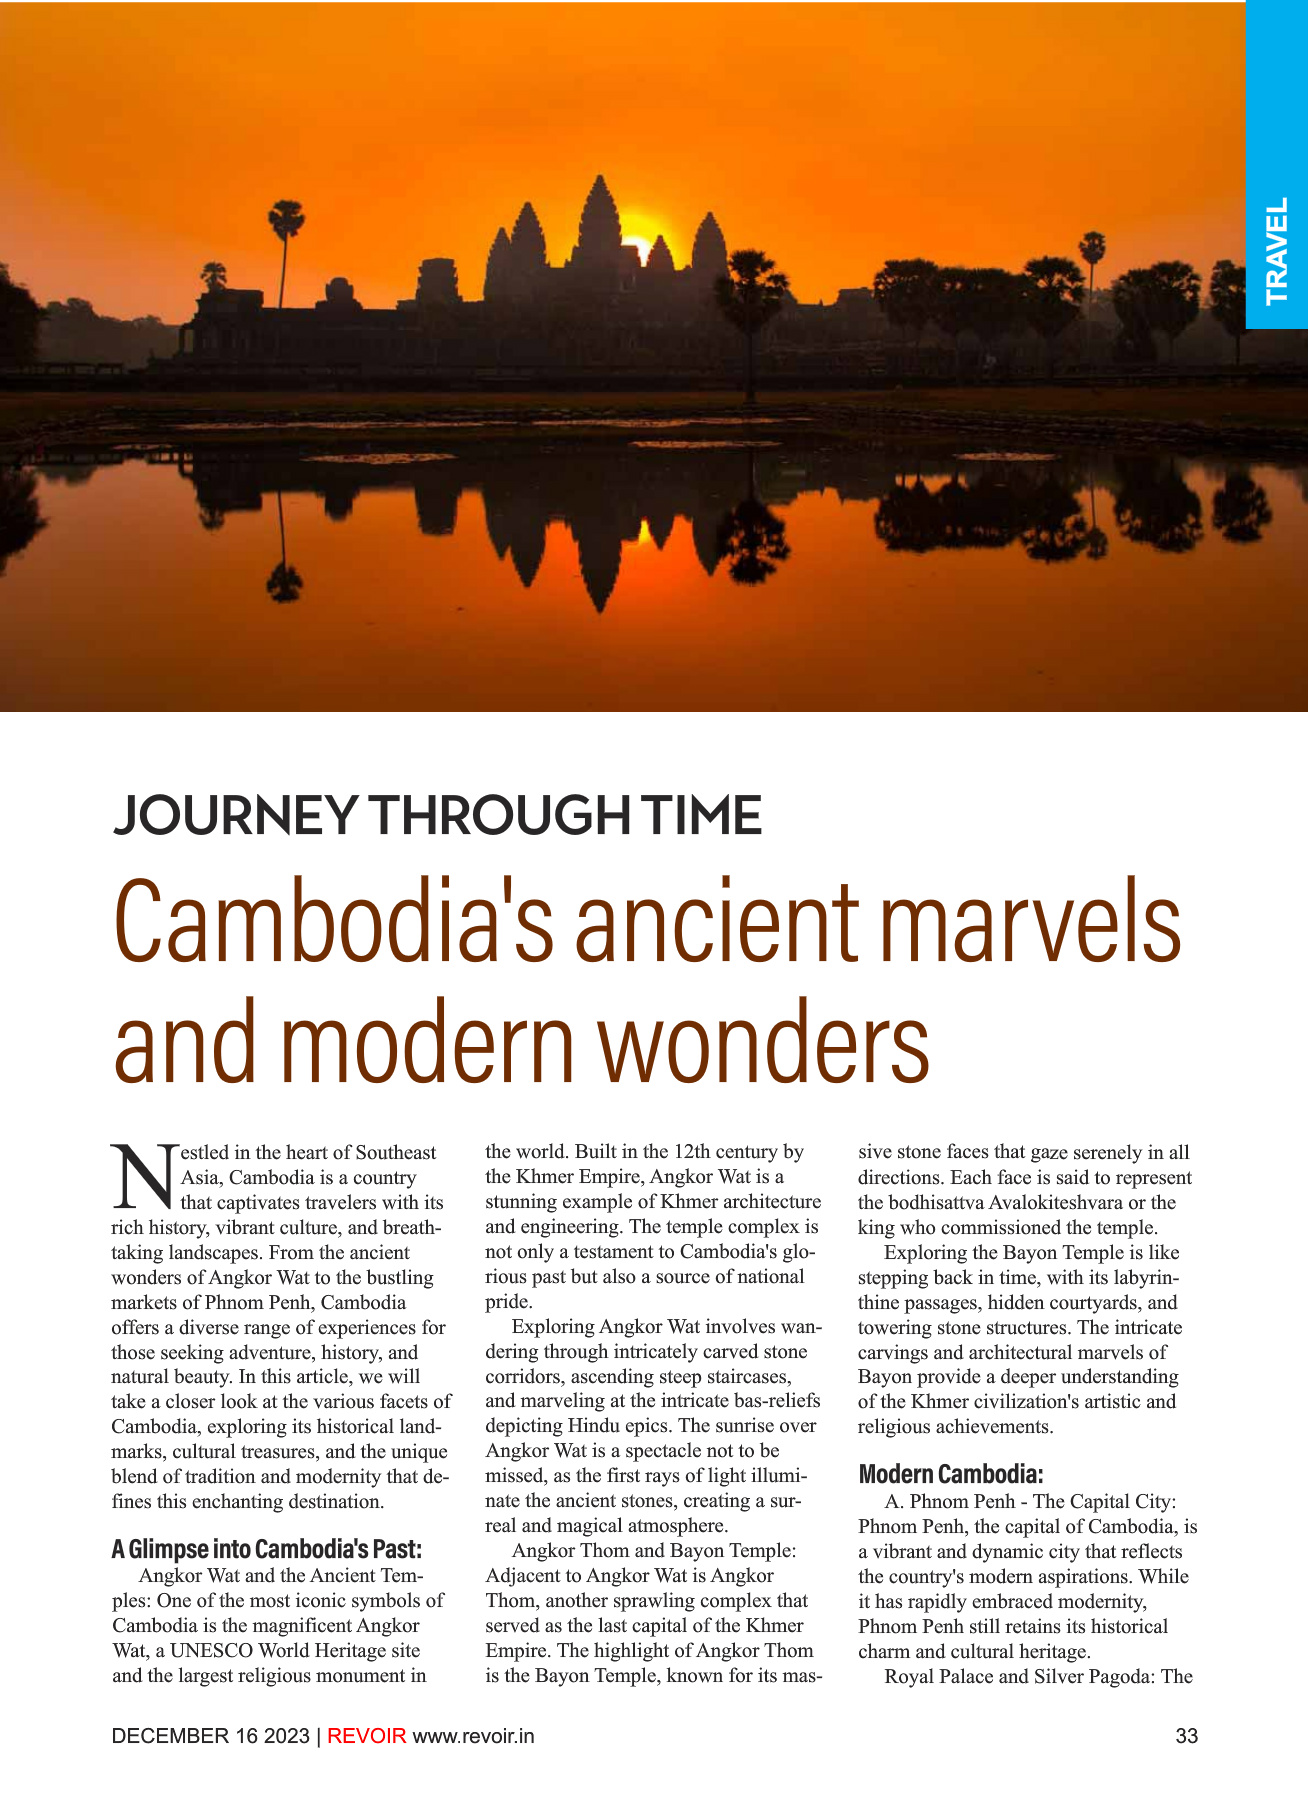 TRAVEL
JOURNEY THROUGH TIME
Cambodia's ancient marvels
and modern wonders
Nestled in the heart of Southeast
Asia, Cambodia is a country
that captivates travelers with its
rich history, vibrant culture, and breath-
taking landscapes. From the ancient
wonders of Angkor Wat to the bustling
markets of Phnom Penh, Cambodia
offers a diverse range of experiences for
those seeking adventure, history, and
natural beauty. In this article, we will
take a closer look at the various facets of
Cambodia, exploring its historical land-
marks, cultural treasures, and the unique
blend of tradition and modernity that de-
fines this enchanting destination.
A Glimpse into Cambodia's Past:
Angkor Wat and the Ancient Tem-
ples: One of the most iconic symbols of
Cambodia is the magnificent Angkor
Wat, a UNESCO World Heritage site
and the largest religious monument in
the world. Built in the 12th century by
the Khmer Empire, Angkor Wat is a
stunning example of Khmer architecture
and engineering. The temple complex is
not only a testament to Cambodia's glo-
rious past but also a source of national
pride.
Exploring Angkor Wat involves wan-
dering through intricately carved stone
corridors, ascending steep staircases,
and marveling at the intricate bas-reliefs
depicting Hindu epics. The sunrise over
Angkor Wat is a spectacle not to be
missed, as the first rays of light illumi-
nate the ancient stones, creating a sur-
real and magical atmosphere.
Angkor Thom and Bayon Temple:
Adjacent to Angkor Wat is Angkor
Thom, another sprawling complex that
served as the last capital of the Khmer
Empire. The highlight of Angkor Thom
is the Bayon Temple, known for its mas-
sive stone faces that gaze serenely in all
directions. Each face is said to represent
the bodhisattva Avalokiteshvara or the
king who commissioned the temple.
Exploring the Bayon Temple is like
stepping back in time, with its labyrin-
thine passages, hidden courtyards, and
towering stone structures. The intricate
carvings and architectural marvels of
Bayon provide a deeper understanding
of the Khmer civilization's artistic and
religious achievements.
Modern Cambodia:
A. Phnom Penh - The Capital City:
Phnom Penh, the capital of Cambodia, is
a vibrant and dynamic city that reflects
the country's modern aspirations. While
it has rapidly embraced modernity,
Phnom Penh still retains its historical
charm and cultural heritage.
Royal Palace and Silver Pagoda: The
DECEMBER 16 2023 | REVOIR www.revoir.in
33